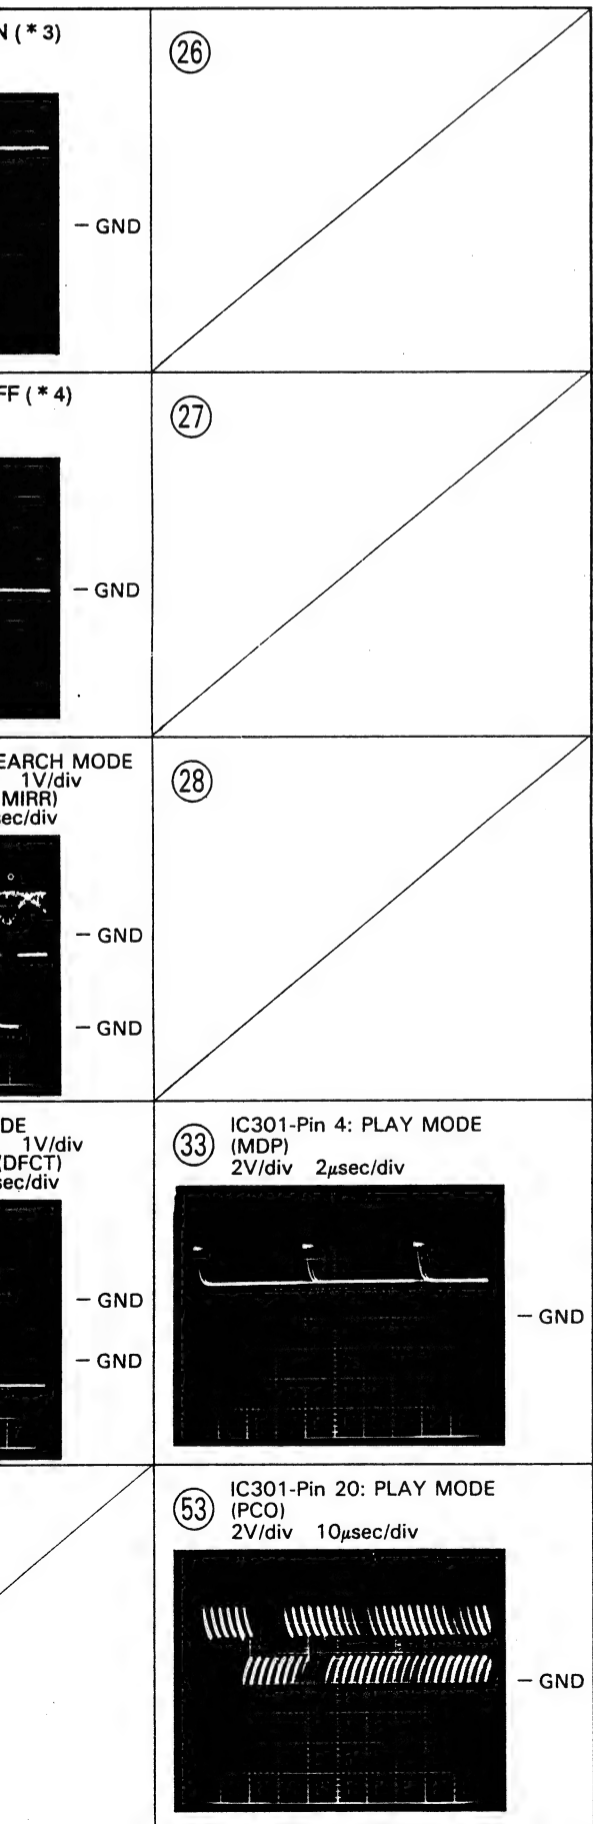 N ( * 3)
26
– GND
FF ( * 4)
27
– GND
EARCH MODE
1V/div
MIRR)
sec/div
28
– GND
– GND
DE
1V/div
(DFCT)
sec/div
– GND
– GND
33
IC301-Pin 4: PLAY MODE
(MDP)
2V/div 2μsec/div
– GND
53
IC301-Pin 20: PLAY MODE
(PCO)
2V/div 10μsec/div
– GND